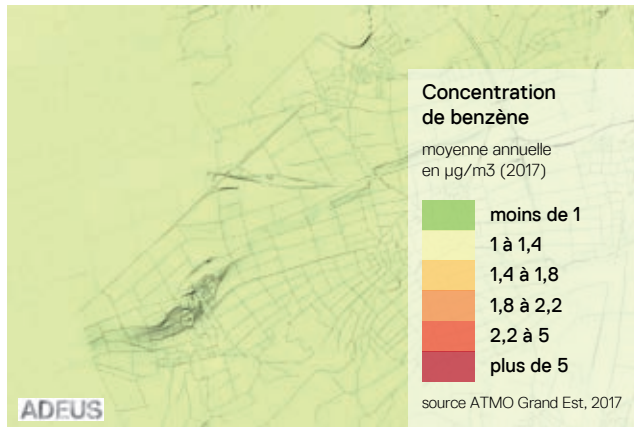 Concentration
de benzène
moyenne annuelle
en µg/m3 (2017)
moins de 1
1 à 1,4
1,4 à 1,8
1,8 à 2,2
2,2 à 5
plus de 5
source ATMO Grand Est, 2017
ADEUS